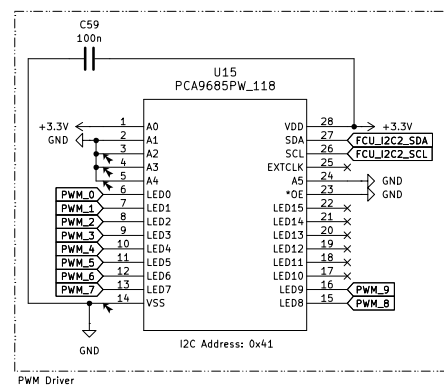 C59
100n
U15
PCA9685PW_118
+3.3V 1 A0 VDD 28 +3.3V
GND 2 A1 SDA 27 FCU_I2C2_SDA
3 A2 SCL 26 FCU_I2C2_SCL
4 A3 EXTCLK 25
5 A4 A5 24 GND
PWM_0 6 LED0 *OE 23 GND
PWM_1 7 LED1 LED15 22
PWM_2 8 LED2 LED14 21
PWM_3 9 LED3 LED13 20
PWM_4 10 LED4 LED12 19
PWM_5 11 LED5 LED11 18
PWM_6 12 LED6 LED10 17
PWM_7 13 LED7 LED9 16 PWM_9
14 VSS LED8 15 PWM_8
GND
I2C Address: 0x41
PWM Driver